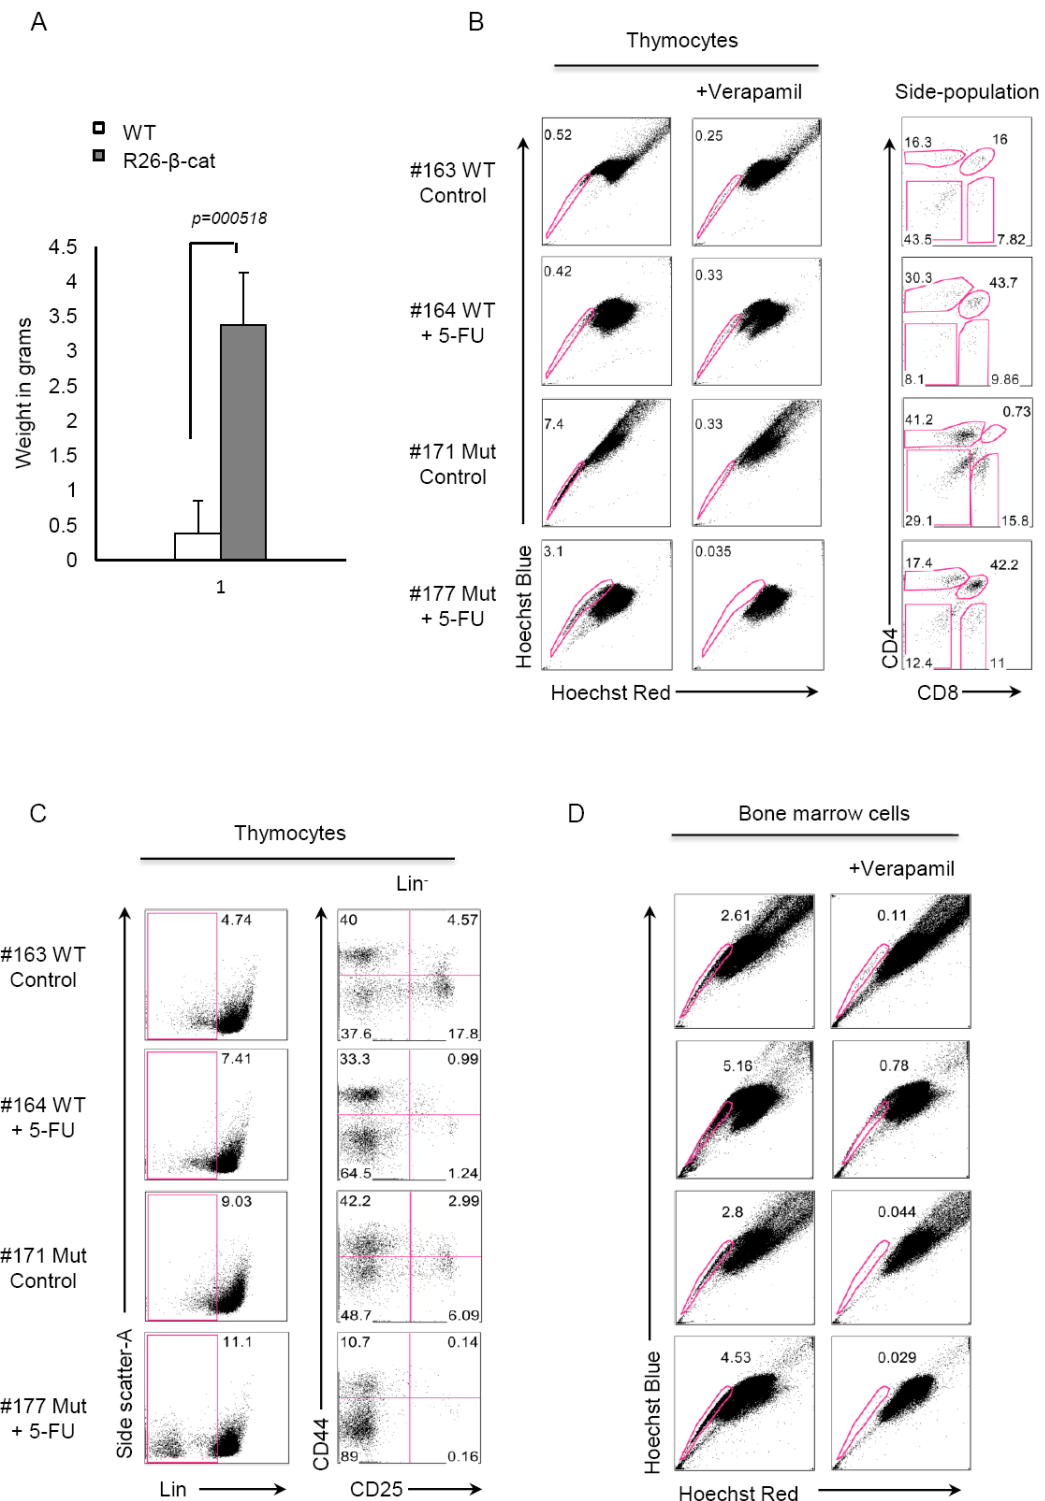 A
WT
R26-β-cat
p=000518
4.5
4
3.5
3
2.5
2
1.5
1
0.5
0
Weight in grams
1
B
Thymocytes
+Verapamil
Side-population
#163 WT
Control
0.52
0.25
16.3
16
43.5
7.82
#164 WT
+ 5-FU
0.42
0.33
30.3
43.7
8.1
9.86
#171 Mut
Control
7.4
0.33
41.2
0.73
29.1
15.8
#177 Mut
+ 5-FU
3.1
0.035
17.4
42.2
12.4
11
Hoechst Blue
Hoechst Red
CD4
CD8
C
Thymocytes
Lin-
#163 WT
Control
4.74
40
4.57
37.6
17.8
#164 WT
+ 5-FU
7.41
33.3
0.99
64.5
1.24
#171 Mut
Control
9.03
42.2
2.99
48.7
6.09
#177 Mut
+ 5-FU
11.1
10.7
0.14
89
0.16
Side scatter-A
Lin
CD44
CD25
D
Bone marrow cells
+Verapamil
2.61
0.11
5.16
0.78
2.8
0.044
4.53
0.029
Hoechst Blue
Hoechst Red